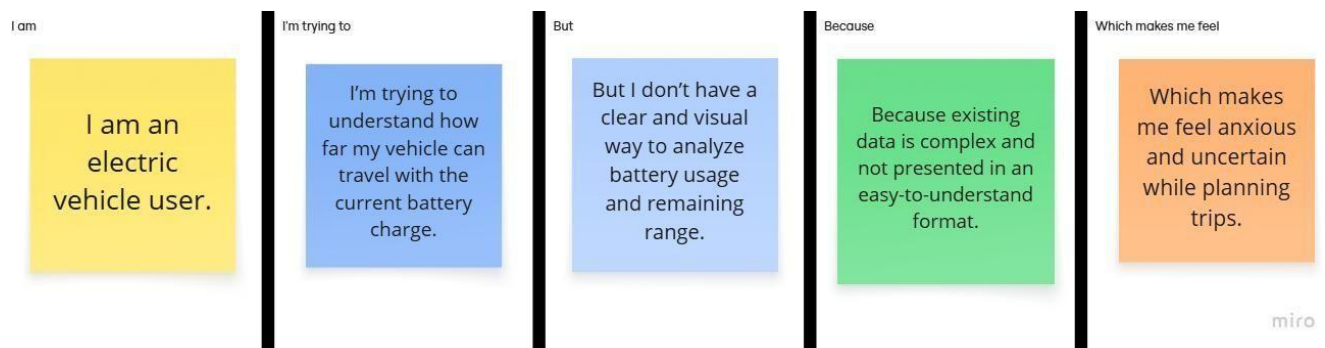 I am
I am an
electric
vehicle user.
I'm trying to
I'm trying to
understand how
far my vehicle can
travel with the
current battery
charge.
But
But I don't have a
clear and visual
way to analyze
battery usage
and remaining
range.
Because
Because existing
data is complex and
not presented in an
easy-to-understand
format.
Which makes me feel
Which makes
me feel anxious
and uncertain
while planning
trips.
miro